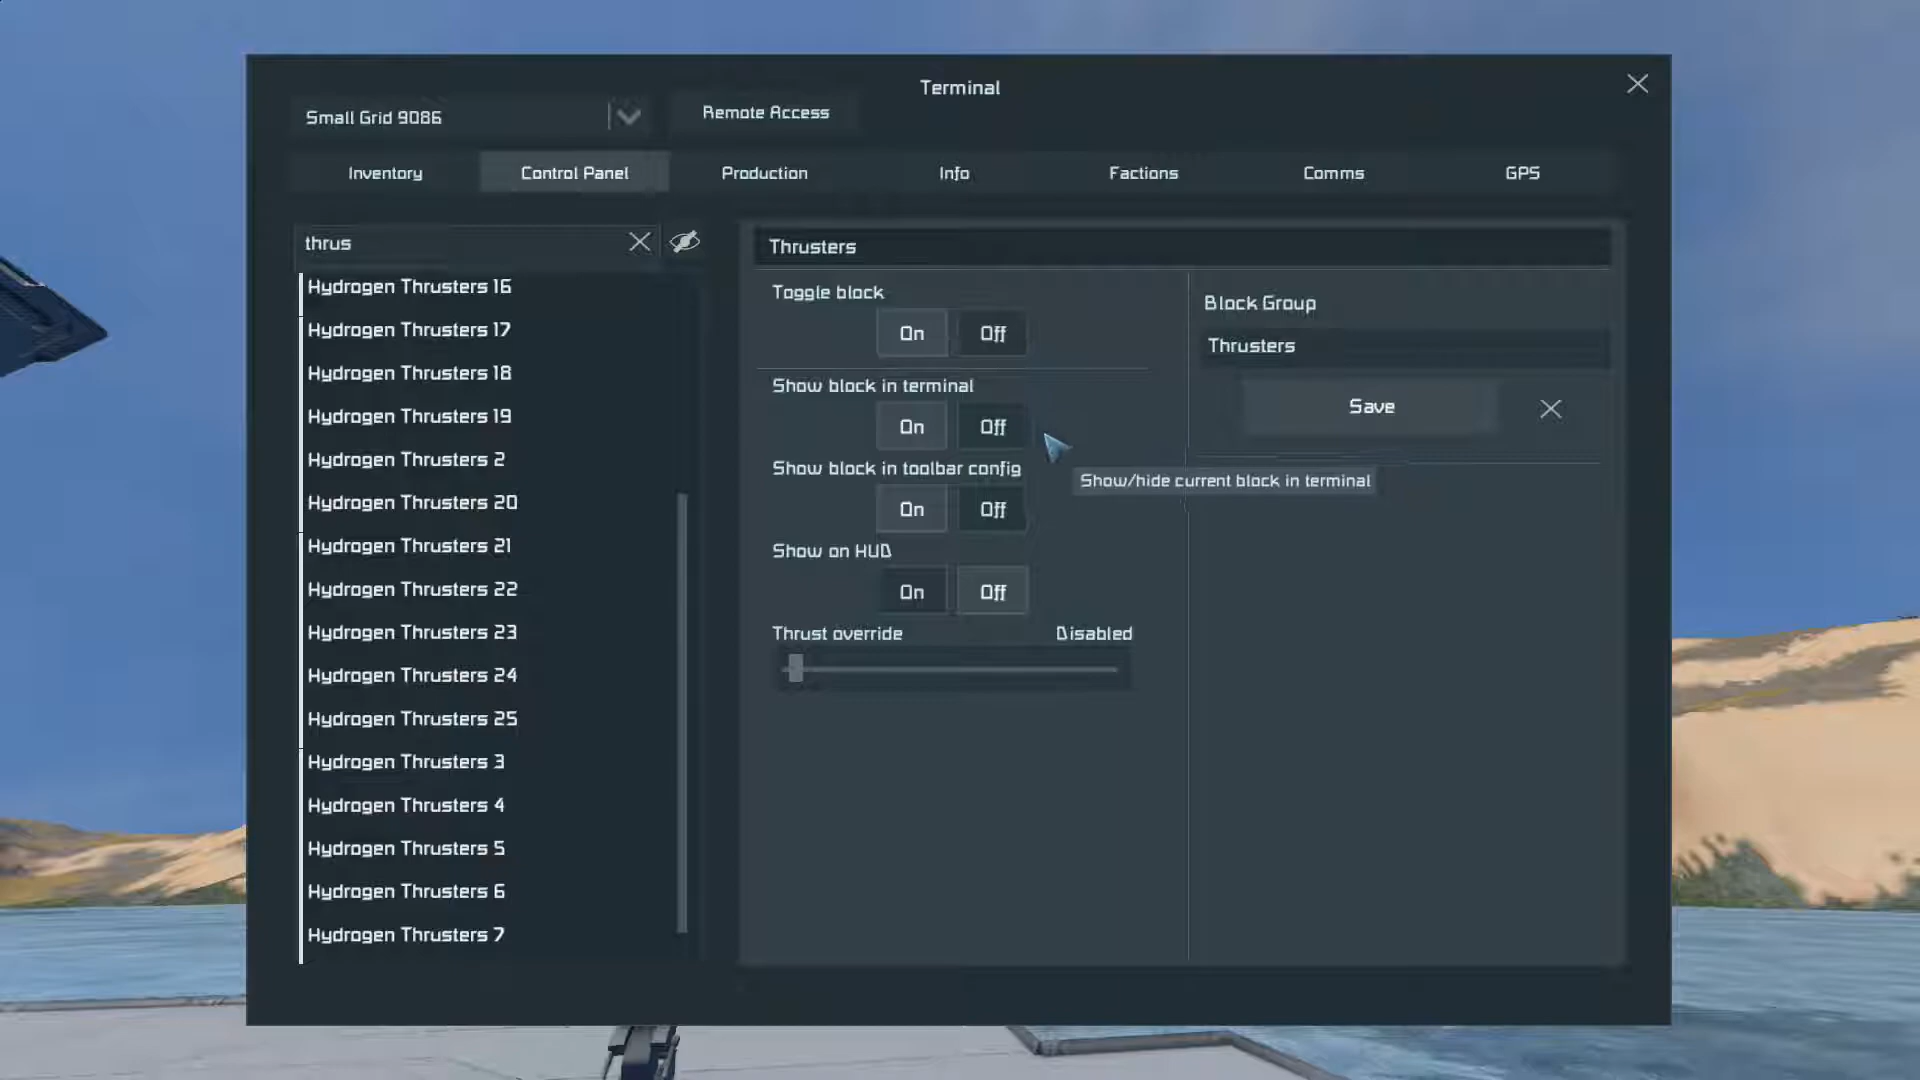 Terminal
Small Grid 9086
Remote Access
Inventory
Control Panel
Production
Info
Factions
Comms
GPS
thrus
Hydrogen Thrusters 16
Hydrogen Thrusters 17
Hydrogen Thrusters 18
Hydrogen Thrusters 19
Hydrogen Thrusters 2
Hydrogen Thrusters 20
Hydrogen Thrusters 21
Hydrogen Thrusters 22
Hydrogen Thrusters 23
Hydrogen Thrusters 24
Hydrogen Thrusters 25
Hydrogen Thrusters 3
Hydrogen Thrusters 4
Hydrogen Thrusters 5
Hydrogen Thrusters 6
Hydrogen Thrusters 7
Thrusters
Toggle block
On Off
Show block in terminal
On Off
Show block in toolbar config
On Off
Show on HUD
On Off
Thrust override Disabled
Block Group
Thrusters
Save
Show/hide current block in terminal